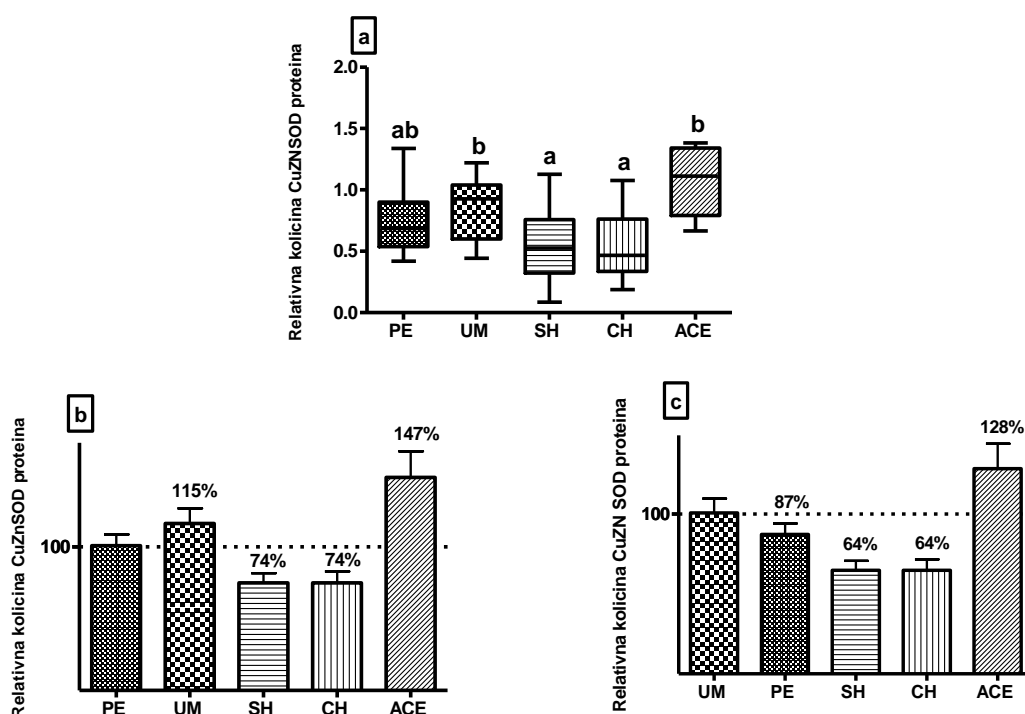 a
Relativna kolicina CuZNSOD proteina
2.0
1.5
1.0
0.5
0.0
ab
b
a
a
b
PE UM SH CH ACE
b
Relativna kolicina CuZnSOD proteina
100
115%
74%
74%
147%
PE UM SH CH ACE
c
Relativna kolicina CuZN SOD proteina
100
87%
64%
64%
128%
UM PE SH CH ACE